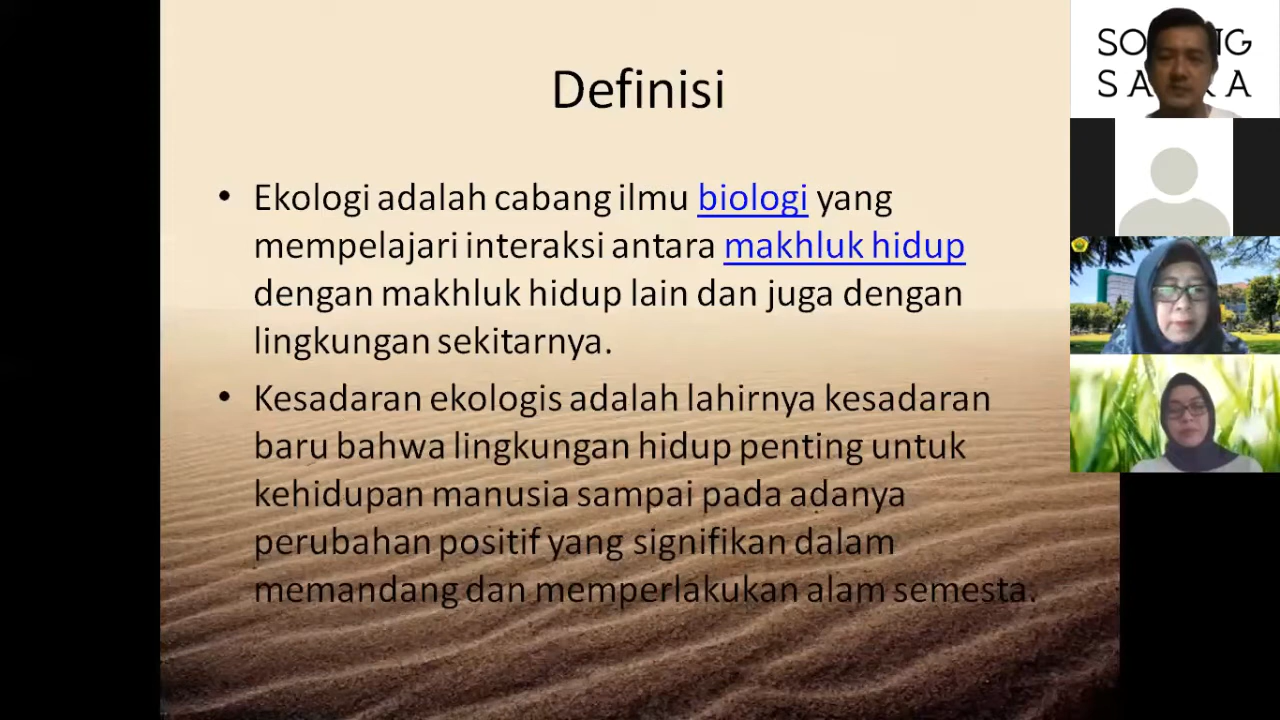 Definisi
• Ekologi adalah cabang ilmu biologi yang
mempelajari interaksi antara makhluk hidup
dengan makhluk hidup lain dan juga dengan
lingkungan sekitarnya.
• Kesadaran ekologis adalah lahirnya kesadaran
baru bahwa lingkungan hidup penting untuk
kehidupan manusia sampai pada adanya
perubahan positif yang signifikan dalam
memandang dan memperlakukan alam semesta.